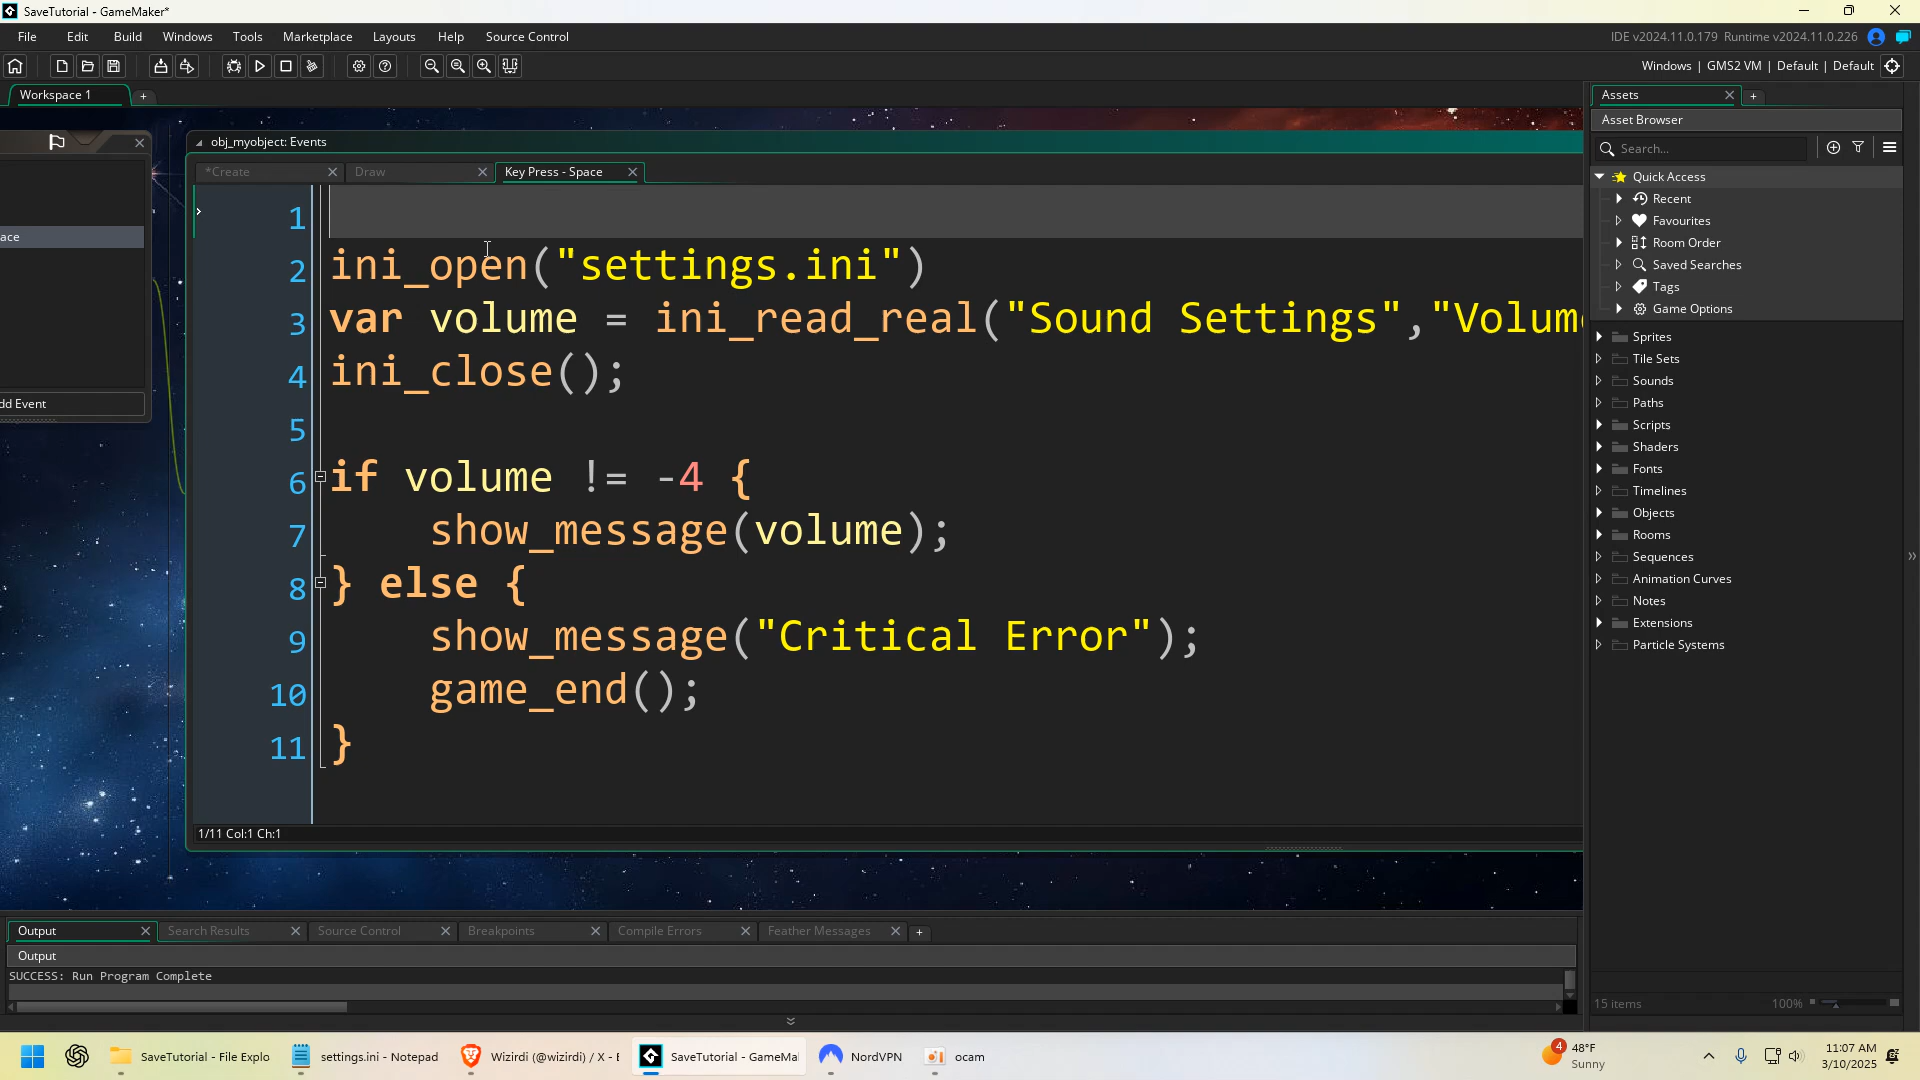 SaveTutorial - GameMaker*
File Edit Build Windows Tools Marketplace Layouts Help Source Control
IDE v2024.11.0.179 Runtime v2024.11.0.226
Windows | GMS2 VM | Default | Default
Workspace 1
obj_myobject: Events
*Create Draw Key Press - Space
1
2 ini_open("settings.ini")
3 var volume = ini_read_real("Sound Settings","Volum
4 ini_close();
5
6 if volume != -4 {
7 show_message(volume);
8 } else {
9 show_message("Critical Error");
10 game_end();
11 }
1/11 Col:1 Ch:1
ace
dd Event
Assets
Asset Browser
Search...
Quick Access
Recent
Favourites
Room Order
Saved Searches
Tags
Game Options
Sprites
Tile Sets
Sounds
Paths
Scripts
Shaders
Fonts
Timelines
Objects
Rooms
Sequences
Animation Curves
Notes
Extensions
Particle Systems
15 items 100%
Output Search Results Source Control Breakpoints Compile Errors Feather Messages
Output
SUCCESS: Run Program Complete
SaveTutorial - File Explo
settings.ini - Notepad
Wizirdi (@wizirdi) / X - E
SaveTutorial - GameMal
NordVPN
ocam
4
48°F
Sunny
11:07 AM
3/10/2025